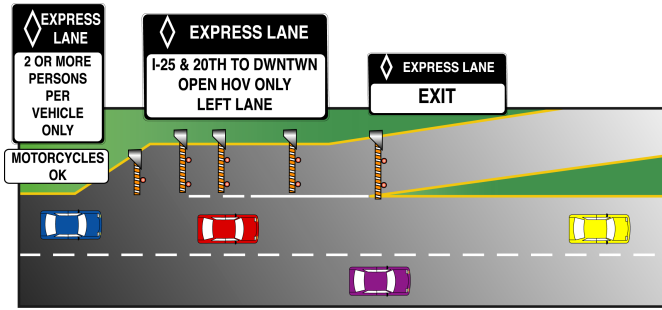 EXPRESS
LANE
2 OR MORE
PERSONS
PER
VEHICLE
ONLY
MOTORCYCLES
OK
EXPRESS LANE
I-25 & 20TH TO DWNTWN
OPEN HOV ONLY
LEFT LANE
EXPRESS LANE
EXIT